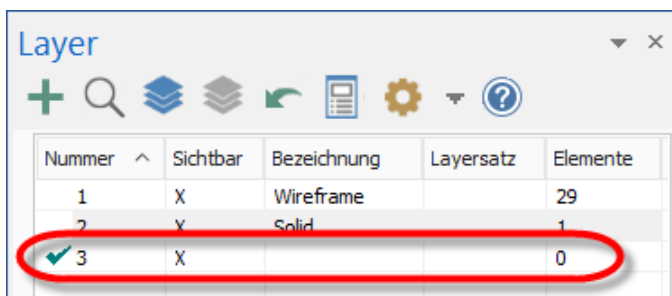 Layer
Nummer Sichtbar Bezeichnung Layersatz Elemente
1 X Wireframe 29
2 X Solid 1
3 X 0